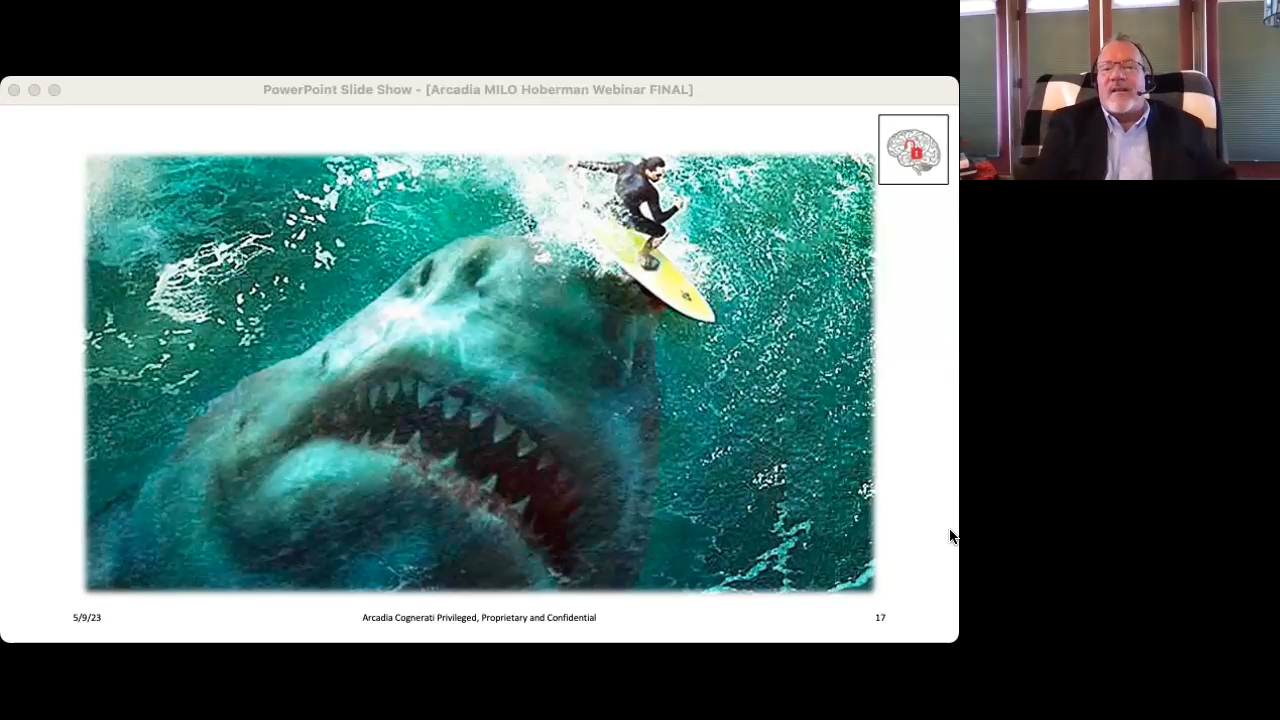 PowerPoint Slide Show - [Arcadia MILO Hoberman Webinar FINAL]
5/9/23
Arcadia Cognerati Privileged, Proprietary and Confidential
17